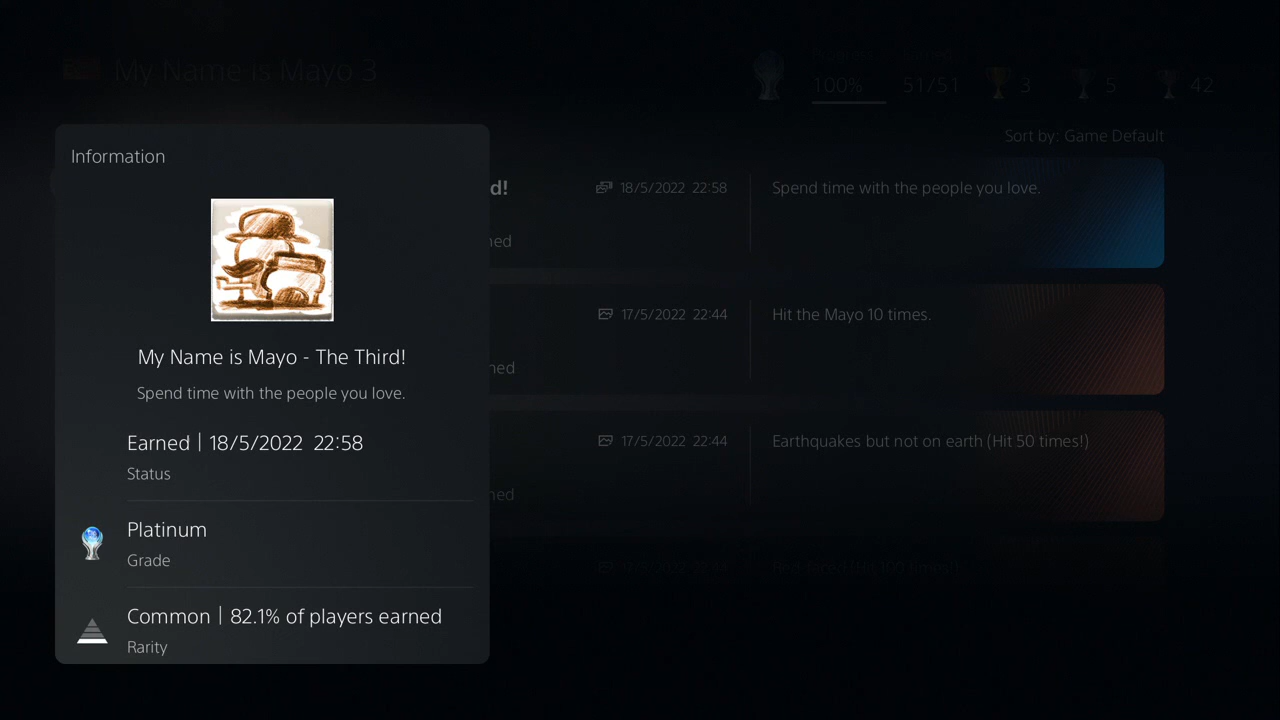 My Name is Mayo 3
100%
51/51
3
5
42
Sort by: Game Default
Information
My Name is Mayo - The Third!
Spend time with the people you love.
Earned | 18/5/2022 22:58
Status
Platinum
Grade
Common | 82.1% of players earned
Rarity
d!
18/5/2022 22:58
Spend time with the people you love.
ned
17/5/2022 22:44
Hit the Mayo 10 times.
ned
17/5/2022 22:44
Earthquakes but not on earth (Hit 50 times!)
ned